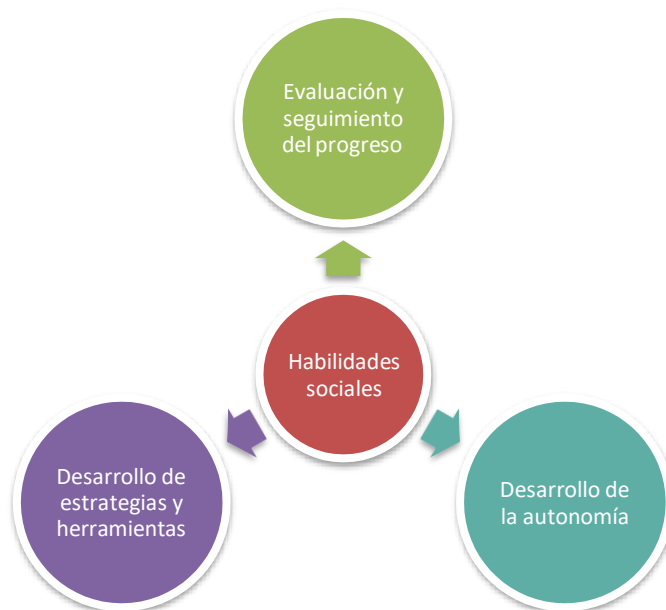 Evaluación y
seguimiento
del progreso
Habilidades
sociales
Desarrollo de
estrategias y
herramientas
Desarrollo de
la autonomía